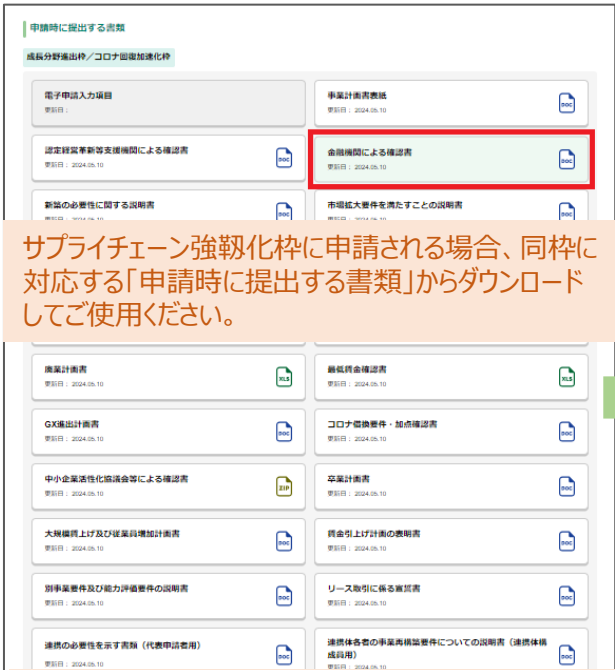 申請時に提出する書類
成長分野進出枠／コロナ回復加速化枠
電子申請入力項目
更新日：
事業計画書表紙
更新日： 2024.05.10
DOC
認定経営革新等支援機関による確認書
更新日： 2024.05.10
DOC
金融機関による確認書
更新日： 2024.05.10
DOC
新築の必要性に関する説明書
更新日： 2024.05.10
DOC
市場拡大要件を満たすことの説明書
更新日： 2024.05.10
DOC
サプライチェーン強靱化枠に申請される場合、同枠に
対応する「申請時に提出する書類」からダウンロード
してご使用ください。
廃業計画書
更新日： 2024.05.10
XLS
最低賃金確認書
更新日： 2024.05.10
XLS
GX進出計画書
更新日： 2024.05.10
DOC
コロナ借換要件・加点確認書
更新日： 2024.05.10
DOC
中小企業活性化協議会等による確認書
更新日： 2024.05.10
ZIP
卒業計画書
更新日： 2024.05.10
DOC
大規模賃上げ及び従業員増加計画書
更新日： 2024.05.10
DOC
賃金引上げ計画の表明書
更新日： 2024.05.10
DOC
別事業要件及び能力評価要件の説明書
更新日： 2024.05.10
DOC
リース取引に係る宣誓書
更新日： 2024.05.10
DOC
連携の必要性を示す書類（代表申請者用）
更新日： 2024.05.10
DOC
連携体各者の事業再構築要件についての説明書（連携体構
成員用）
更新日： 2024.05.10
DOC